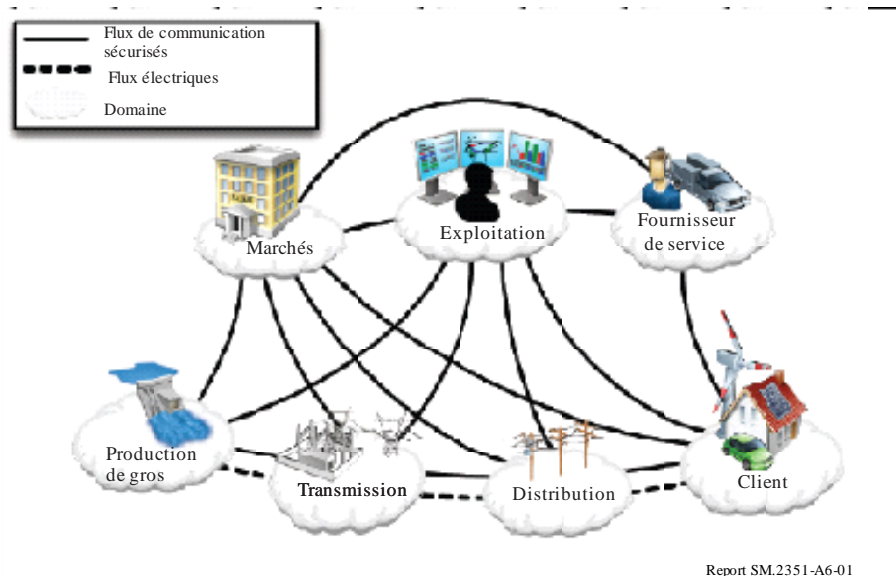 Flux de communication
sécurisés
Flux électriques
Domaine
Marchés
Exploitation
Fournisseur
de service
Production
de gros
Transmission
Distribution
Client
Report SM.2351-A6-01